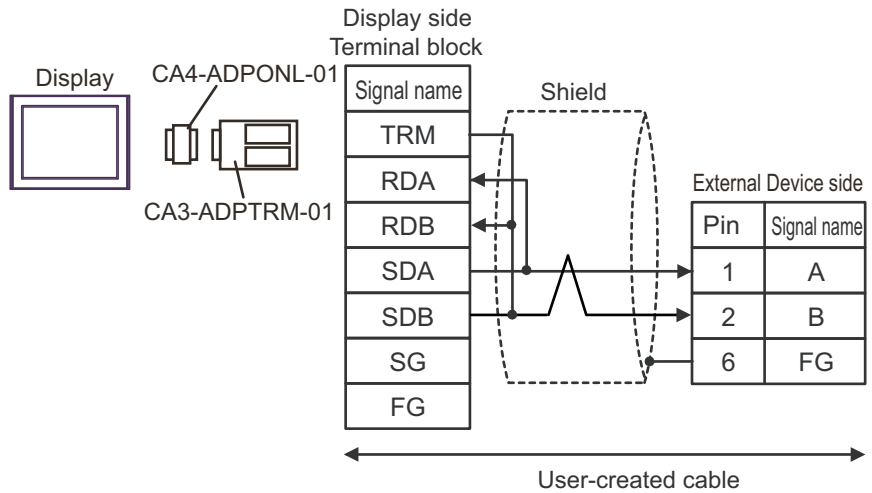 Display side
Terminal block
Display
CA4-ADPONL-01
CA3-ADPTRM-01
Signal name
TRM
RDA
RDB
SDA
SDB
SG
FG
Shield
External Device side
Pin Signal name
1 A
2 B
6 FG
User-created cable